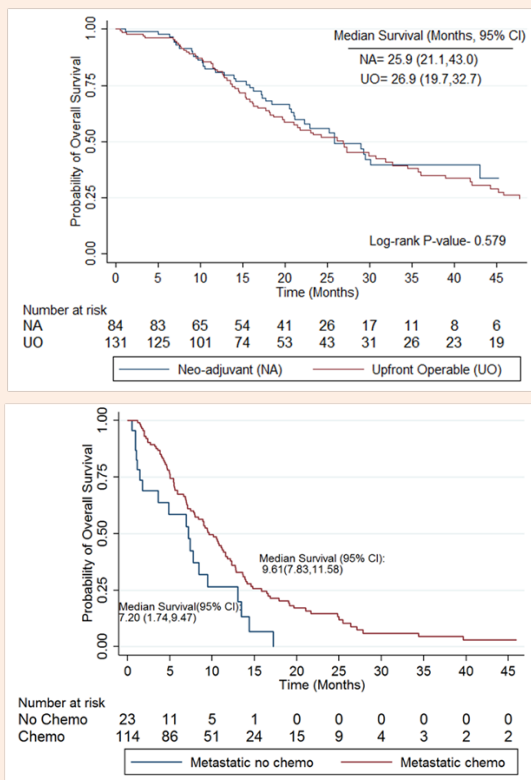 Median Survival (Months, 95% CI)
NA= 25.9 (21.1,43.0)
UO= 26.9 (19.7,32.7)
Probability of Overall Survival
1.00
0.75
0.50
0.25
0.00
Log-rank P-value- 0.579
0 5 10 15 20 25 30 35 40 45
Time (Months)
Number at risk
NA 84 83 65 54 41 26 17 11 8 6
UO 131 125 101 74 53 43 31 26 23 19
Neo-adjuvant (NA) Upfront Operable (UO)
Probability of Overall Survival
1.00
0.75
0.50
0.25
0.00
Median Survival (95% CI):
9.61(7.83,11.58)
Median Survival(95% CI):
7.20 (1.74,9.47)
0 5 10 15 20 25 30 35 40 45
Time (Months)
Number at risk
No Chemo 23 11 5 1 0 0 0 0 0 0
Chemo 114 86 51 24 15 9 4 3 2 2
Metastatic no chemo Metastatic chemo